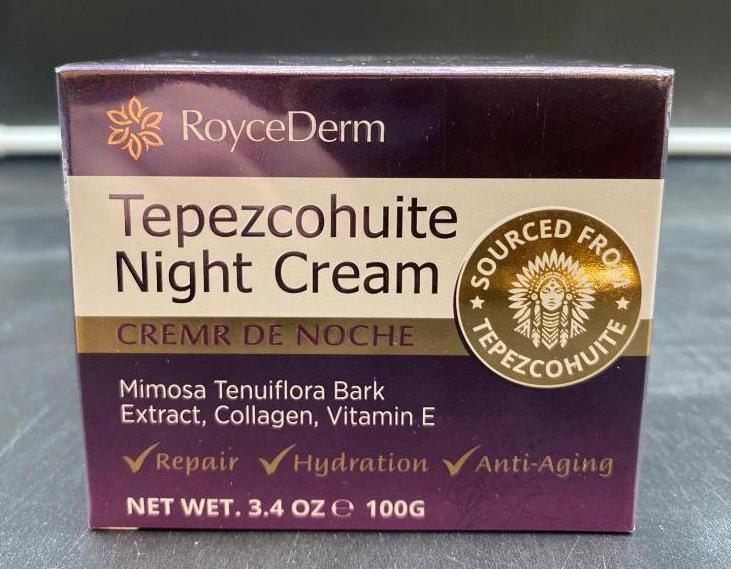 RoyceDerm
Tepezcohuite
Night Cream
CREMR DE NOCHE
SOURCED FROM
TEPEZCOHUITE
Mimosa Tenuiflora Bark
Extract, Collagen, Vitamin E
Repair Hydration Anti-Aging
NET WET. 3.4 OZ ℮ 100G